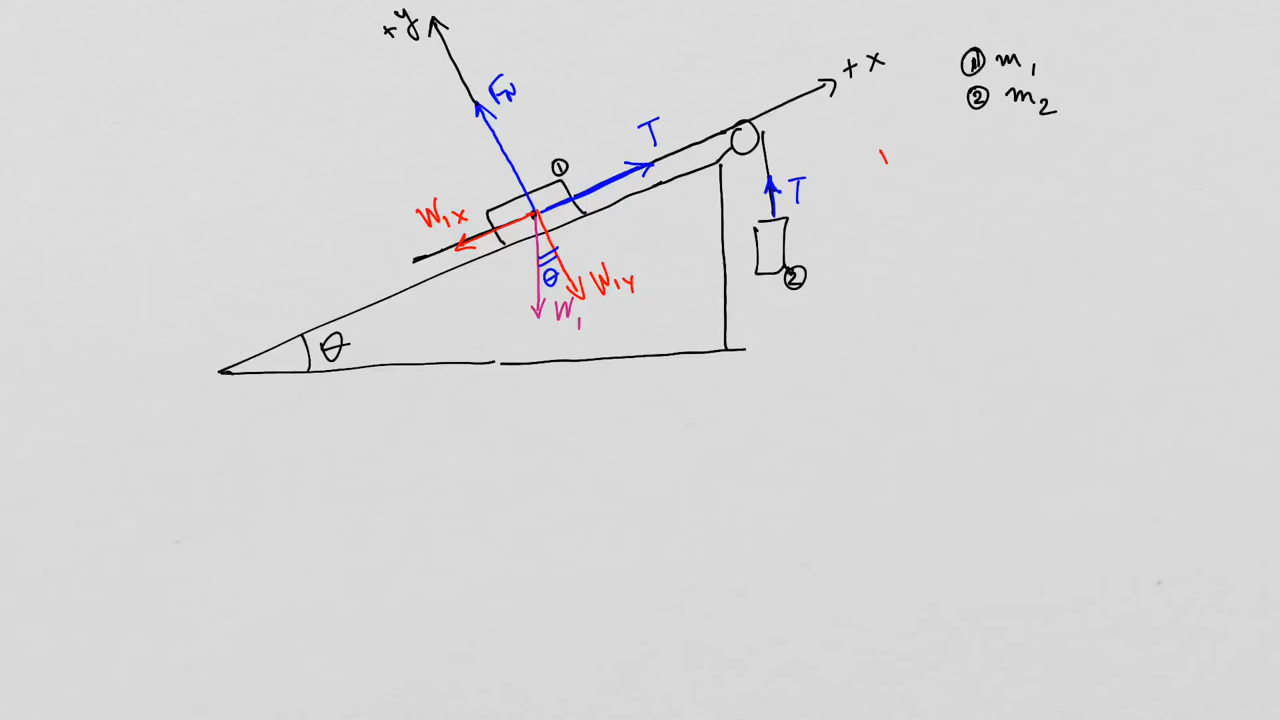 +y
+x
① m₁
② m₂
F_N
T
①
T
W₁x
θ
W₁y
W₁
②
θ